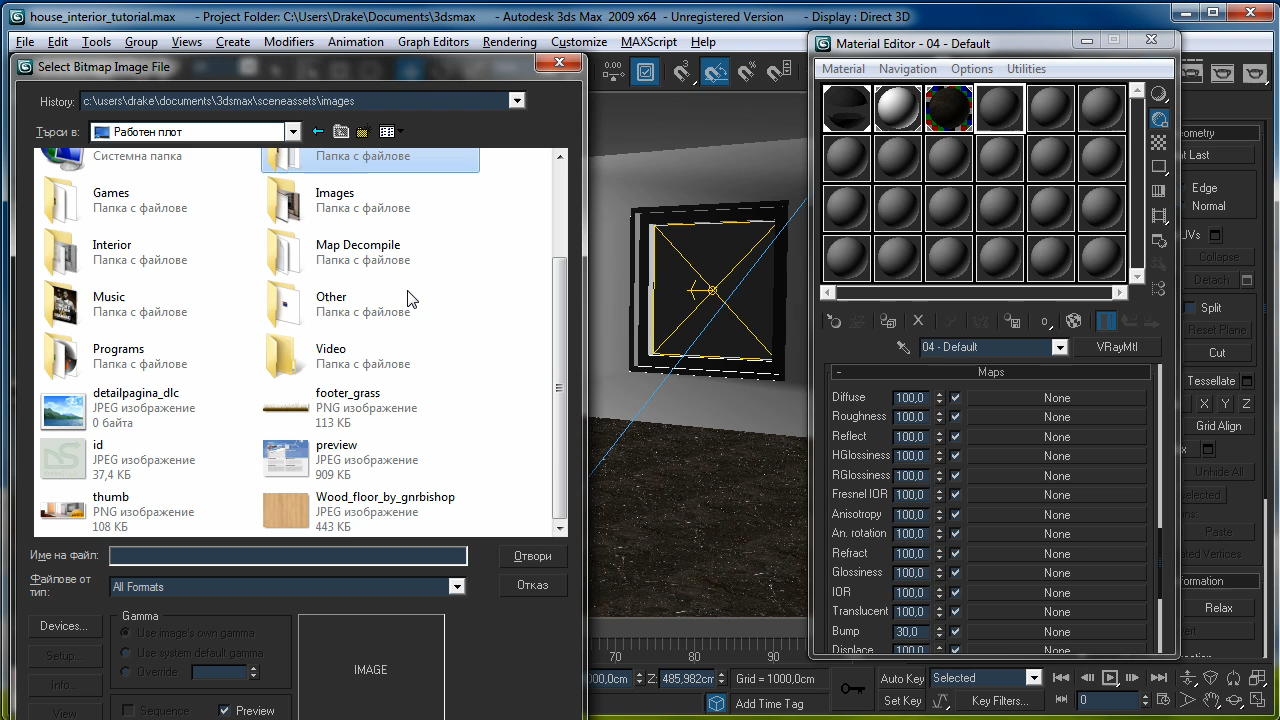 house_interior_tutorial.max - Project Folder: C:\Users\Drake\Documents\3dsmax - Autodesk 3ds Max 2009 x64 - Unregistered Version - Display : Direct 3D
File Edit Tools Group Views Create Modifiers Animation Graph Editors Rendering Customize MAXScript Help
Select Bitmap Image File
History: c:\users\drake\documents\3dsmax\sceneassets\images
Търси в: Работен плот
Системна папка
Папка с файлове
Games
Папка с файлове
Images
Папка с файлове
Interior
Папка с файлове
Map Decompile
Папка с файлове
Music
Папка с файлове
Other
Папка с файлове
Programs
Папка с файлове
Video
Папка с файлове
detailpagina_dlc
JPEG изображение
0 байта
footer_grass
PNG изображение
113 КБ
id
JPEG изображение
37,4 КБ
preview
JPEG изображение
909 КБ
thumb
PNG изображение
108 КБ
Wood_floor_by_gnrbishop
JPEG изображение
443 КБ
Име на файл:
Отвори
Файлове от тип: All Formats
Отказ
Devices...
Setup...
Info...
View
Gamma
Use image's own gamma
Use system default gamma
Override:
Sequence
Preview
IMAGE
Material Editor - 04 - Default
Material Navigation Options Utilities
04 - Default
VRayMtl
Maps
Diffuse 100,0 None
Roughness 100,0 None
Reflect 100,0 None
HGlossiness 100,0 None
RGlossiness 100,0 None
Fresnel IOR 100,0 None
Anisotropy 100,0 None
An. rotation 100,0 None
Refract 100,0 None
Glossiness 100,0 None
IOR 100,0 None
Translucent 100,0 None
Bump 30,0 None
Displace 100,0 None
0.00
Edge
Normal
Collapse
Detach
Split
Reset Plane
Cut
Tessellate
X Y Z
Grid Align
Unhide All
Paste
Relax
70 80 90
Z: 485,982cm
Grid = 1000,0cm
Add Time Tag
Auto Key
Selected
Set Key
Key Filters...
0